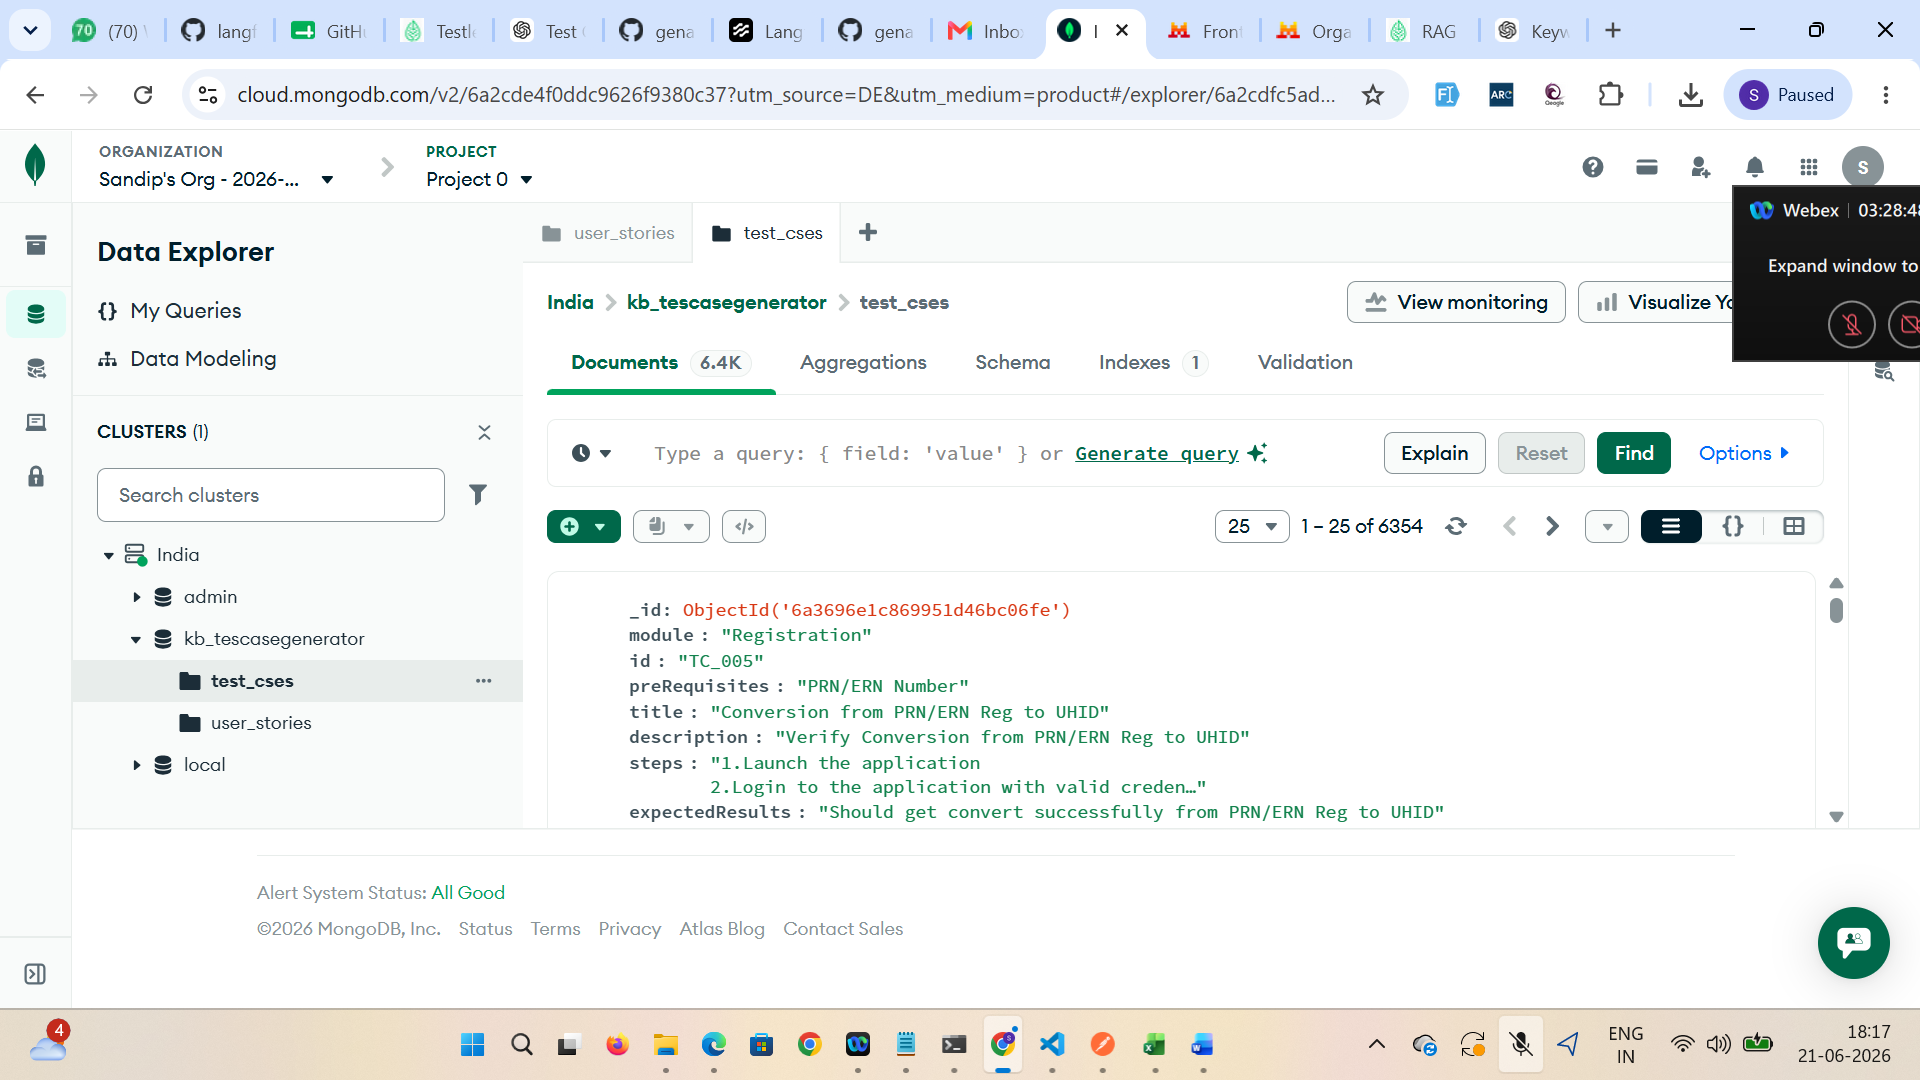 70 (70) langf GitHu Testle Test gena Lang gena Inbo Fron Orga RAG Keyw
cloud.mongodb.com/v2/6a2cde4f0ddc9626f9380c37?utm_source=DE&utm_medium=product#/explorer/6a2cdfc5ad...
ARC
Qeagle
S Paused
ORGANIZATION
Sandip's Org - 2026-...
PROJECT
Project 0
S
Webex 03:28:48
Expand window to
Data Explorer
{} My Queries
Data Modeling
CLUSTERS (1)
Search clusters
India
admin
kb_tescasegenerator
test_cses
user_stories
local
user_stories test_cses
India kb_tescasegenerator test_cses
View monitoring
Visualize Yo
Documents 6.4K Aggregations Schema Indexes 1 Validation
Type a query: { field: 'value' } or Generate query
Explain Reset Find Options
25 1 – 25 of 6354
_id: ObjectId('6a3696e1c869951d46bc06fe')
module : "Registration"
id : "TC_005"
preRequisites : "PRN/ERN Number"
title : "Conversion from PRN/ERN Reg to UHID"
description : "Verify Conversion from PRN/ERN Reg to UHID"
steps : "1.Launch the application
2.Login to the application with valid creden…"
expectedResults : "Should get convert successfully from PRN/ERN Reg to UHID"
Alert System Status: All Good
©2026 MongoDB, Inc. Status Terms Privacy Atlas Blog Contact Sales
4
ENG
IN
18:17
21-06-2026